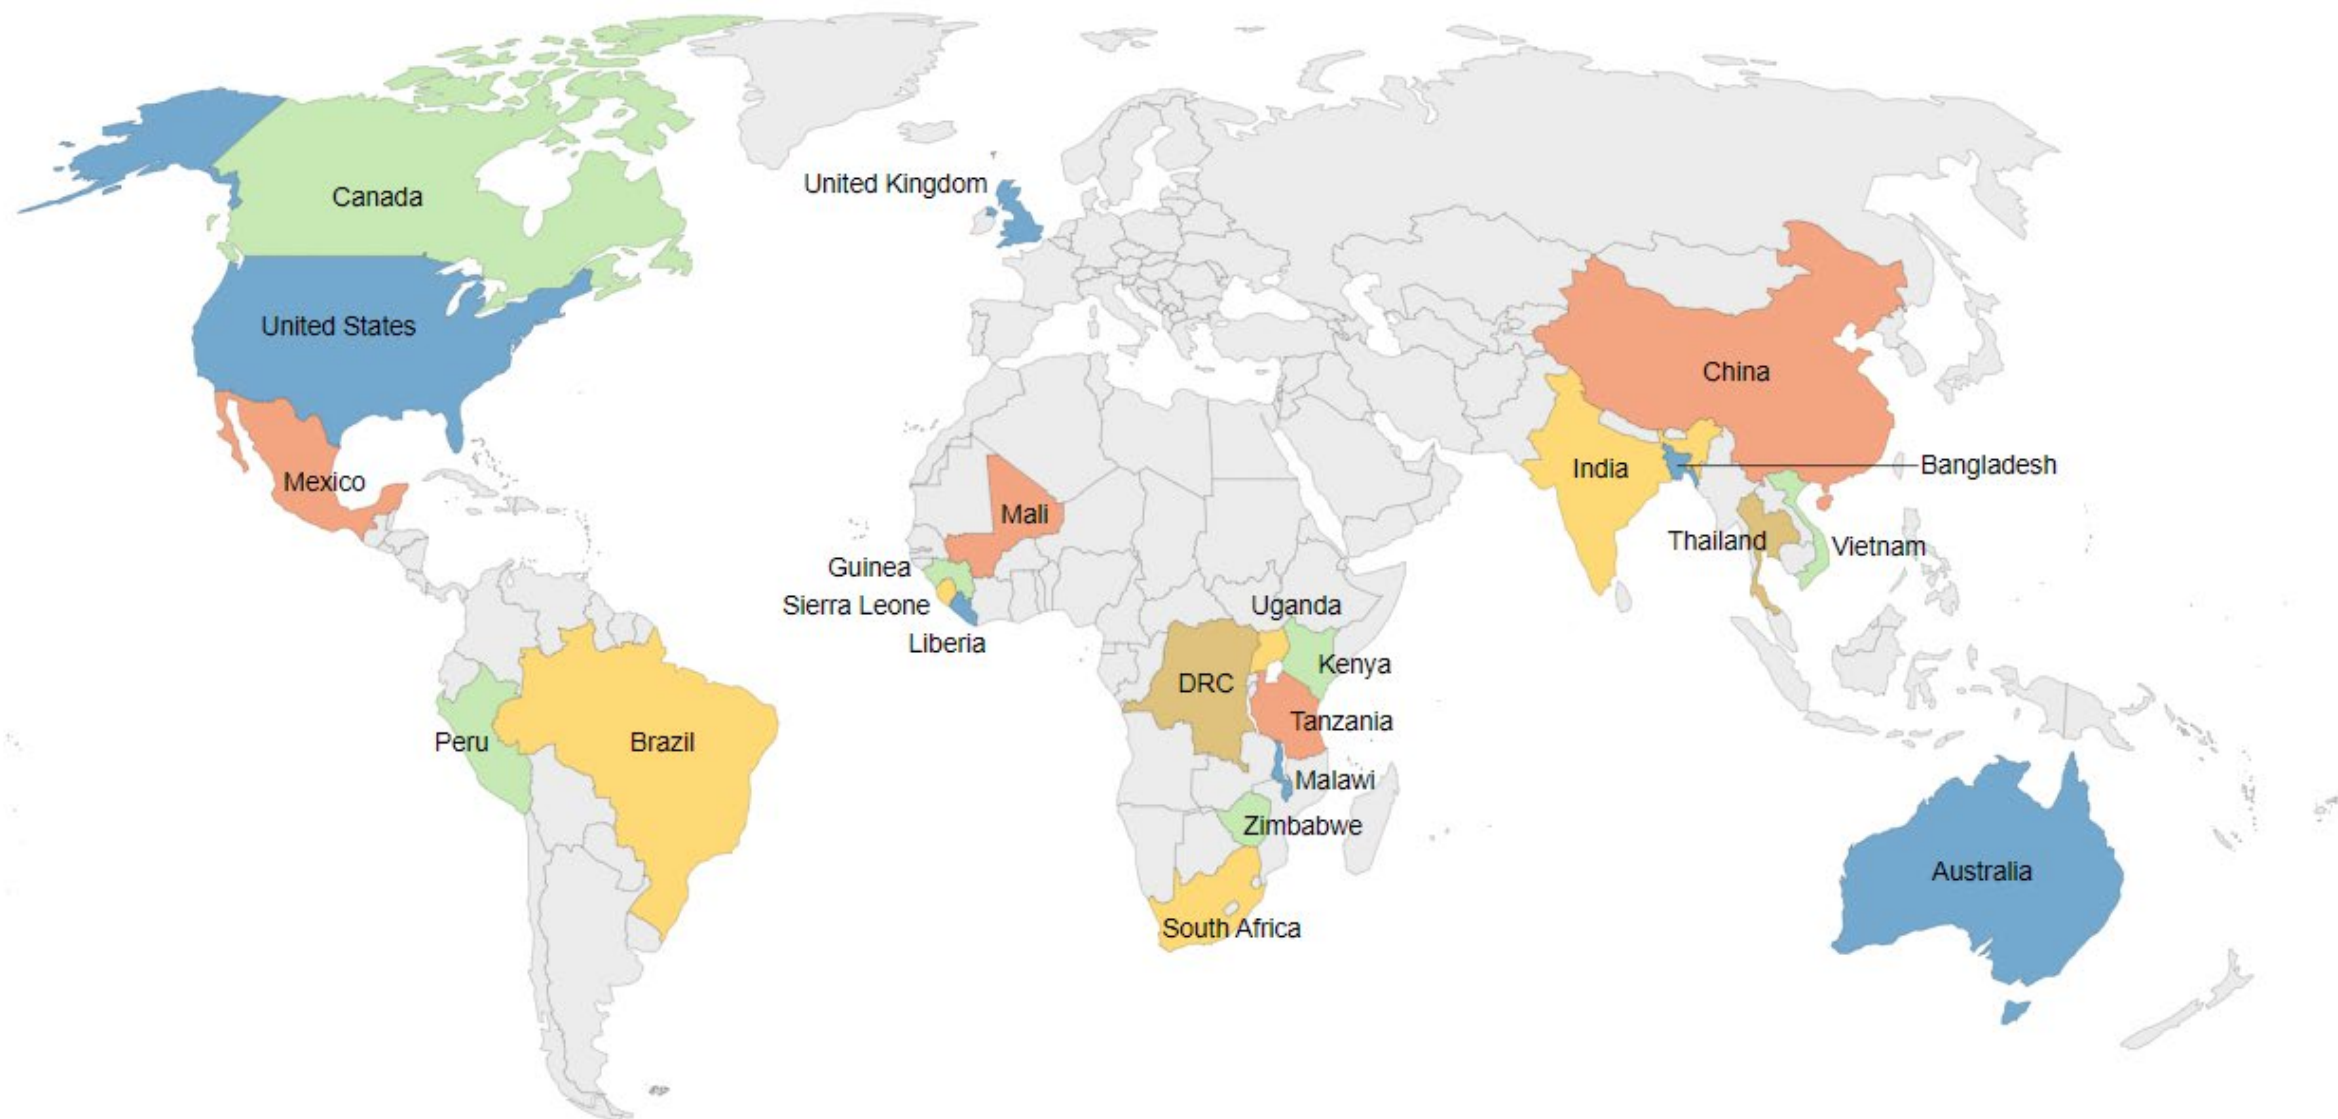 United Kingdom
Canada
United States
China
Bangladesh
India
Mexico
Mali
Thailand
Vietnam
Guinea
Sierra Leone
Uganda
Liberia
Kenya
DRC
Tanzania
Peru
Brazil
Malawi
Zimbabwe
Australia
South Africa